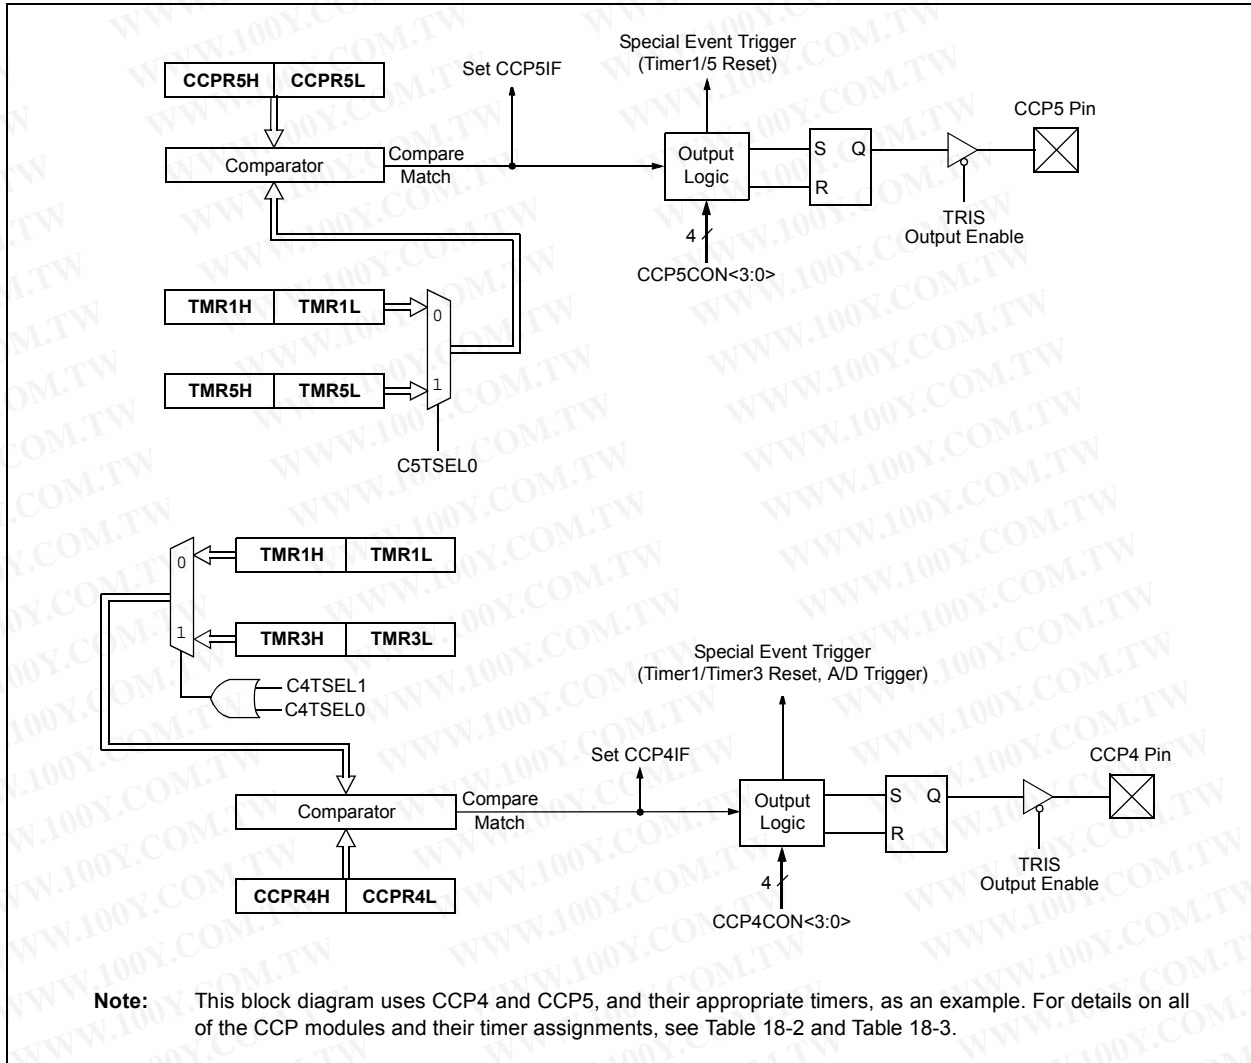 Special Event Trigger
(Timer1/5 Reset)
Set CCP5IF
CCPR5H CCPR5L
CCP5 Pin
Comparator
Compare
Match
Output
Logic
S Q
R
TRIS
Output Enable
4
CCP5CON<3:0>
TMR1H TMR1L
0
TMR5H TMR5L
1
C5TSEL0
TMR1H TMR1L
0
TMR3H TMR3L
1
C4TSEL1
C4TSEL0
Special Event Trigger
(Timer1/Timer3 Reset, A/D Trigger)
Set CCP4IF
CCP4 Pin
Comparator
Compare
Match
Output
Logic
S Q
R
TRIS
Output Enable
4
CCP4CON<3:0>
CCPR4H CCPR4L
Note: This block diagram uses CCP4 and CCP5, and their appropriate timers, as an example. For details on all
of the CCP modules and their timer assignments, see Table 18-2 and Table 18-3.
WWW.100Y.COM.TW